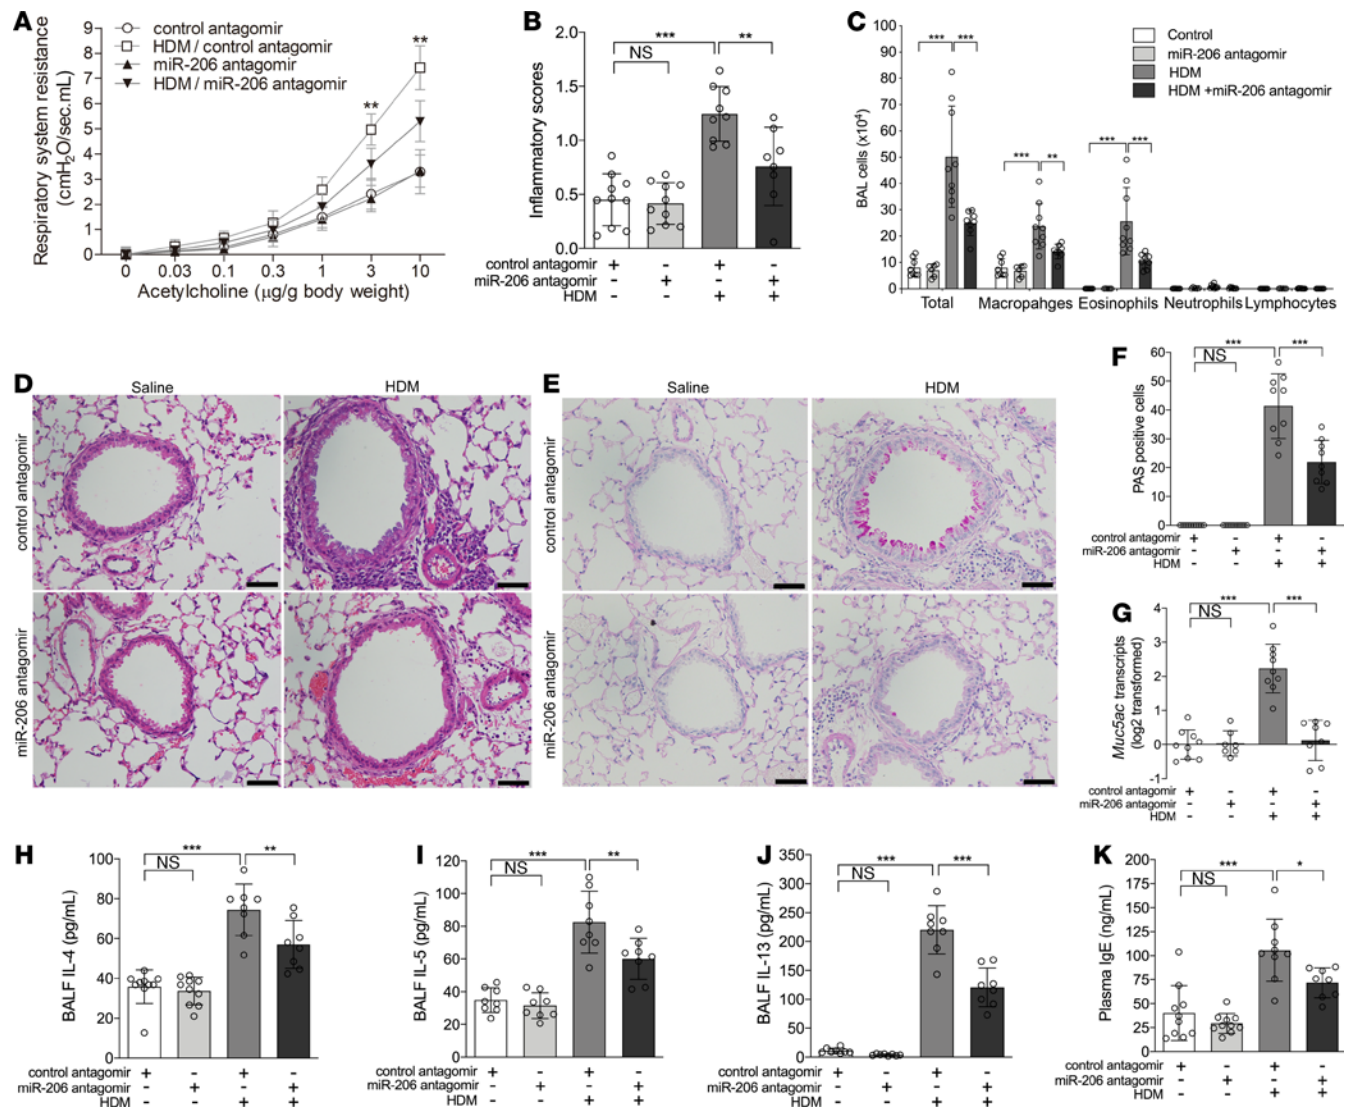 A
Respiratory system resistance
(cmH2O/sec.mL)
9
8
7
6
5
4
3
2
1
0
control antagomir
HDM / control antagomir
miR-206 antagomir
HDM / miR-206 antagomir
**
**
0 0.03 0.1 0.3 1 3 10
Acetylcholine (µg/g body weight)
B
Inflammatory scores
2.0
1.5
1.0
0.5
0.0
*** **
NS
control antagomir + - + -
miR-206 antagomir - + - +
HDM - - + +
C
BAL cells (x10⁴)
100
90
80
70
60
50
40
30
20
10
0
*** ***
*** **
*** ***
Control
miR-206 antagomir
HDM
HDM +miR-206 antagomir
Total Macropahges Eosinophils Neutrophils Lymphocytes
D
Saline HDM
control antagomir
miR-206 antagomir
E
Saline HDM
control antagomir
miR-206 antagomir
F
PAS positive cells
60
50
40
30
20
10
0
*** ***
NS
control antagomir + - + -
miR-206 antagomir - + - +
HDM - - + +
G
Muc5ac transcripts
(log2 transformed)
4
3
2
1
0
-1
*** ***
NS
control antagomir + - + -
miR-206 antagomir - + - +
HDM - - + +
H
BALF IL-4 (pg/mL)
100
80
60
40
20
0
*** **
NS
control antagomir + - + -
miR-206 antagomir - + - +
HDM - - + +
I
BALF IL-5 (pg/mL)
120
100
80
60
40
20
0
*** **
NS
control antagomir + - + -
miR-206 antagomir - + - +
HDM - - + +
J
BALF IL-13 (pg/mL)
350
300
250
200
150
100
50
0
*** ***
NS
control antagomir + - + -
miR-206 antagomir - + - +
HDM - - + +
K
Plasma IgE (ng/mL)
200
175
150
125
100
75
50
25
0
*** *
NS
control antagomir + - + -
miR-206 antagomir - + - +
HDM - - + +